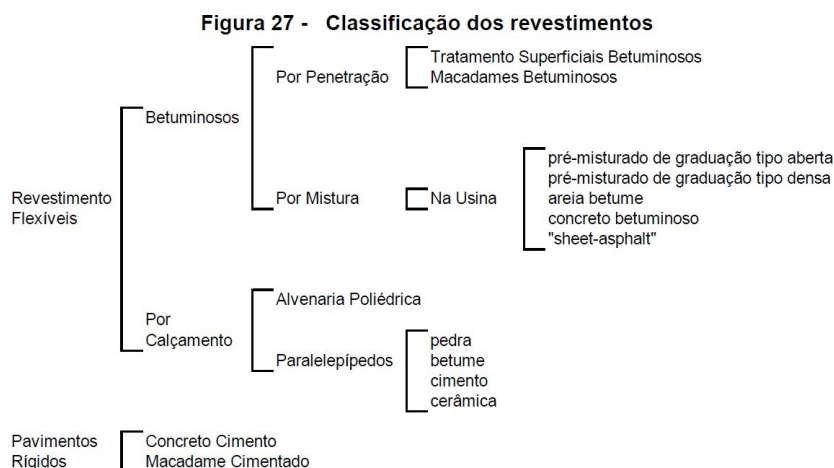 Figura 27 - Classificação dos revestimentos
Tratamento Superficiais Betuminosos
Por Penetração
Macadames Betuminosos
Betuminosos
pré-misturado de graduação tipo aberta
pré-misturado de graduação tipo densa
Revestimento
Flexíveis
Por Mistura
Na Usina
areia betume
concreto betuminoso
"sheet-asphalt"
Alvenaria Poliédrica
Por
Calçamento
Paralelepípedos
pedra
betume
cimento
cerâmica
Pavimentos
Rígidos
Concreto Cimento
Macadame Cimentado